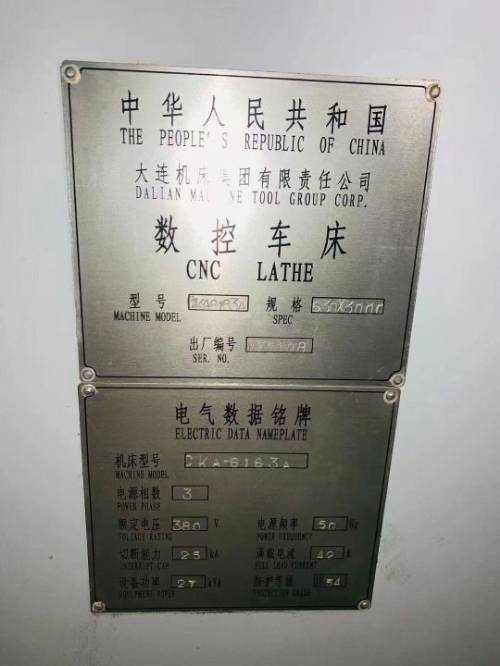 中华人民共和国
THE PEOPLE'S REPUBLIC OF CHINA
大连机床集团有限责任公司
DALIAN MACHINE TOOL GROUP CORP.
数控车床
CNC LATHE
型号 规格 630X3000
MACHINE MODEL SPEC
出厂编号
SER. NO.
电气数据铭牌
ELECTRIC DATA NAMEPLATE
机床型号 CKA6163A
MACHINE MODEL
电源相数 3
POWER PHASE
额定电压 380 V 电源频率 50 Hz
VOLTAGE RATING POWER FREQUENCY
切断能力 25 kA 满载电流 42 A
INTERRUPT CAP FULL LOAD CURRENT
设备功率 27 kVA 防护等级 IP54
EQUIPMENT POWER PROTECTION GRADE